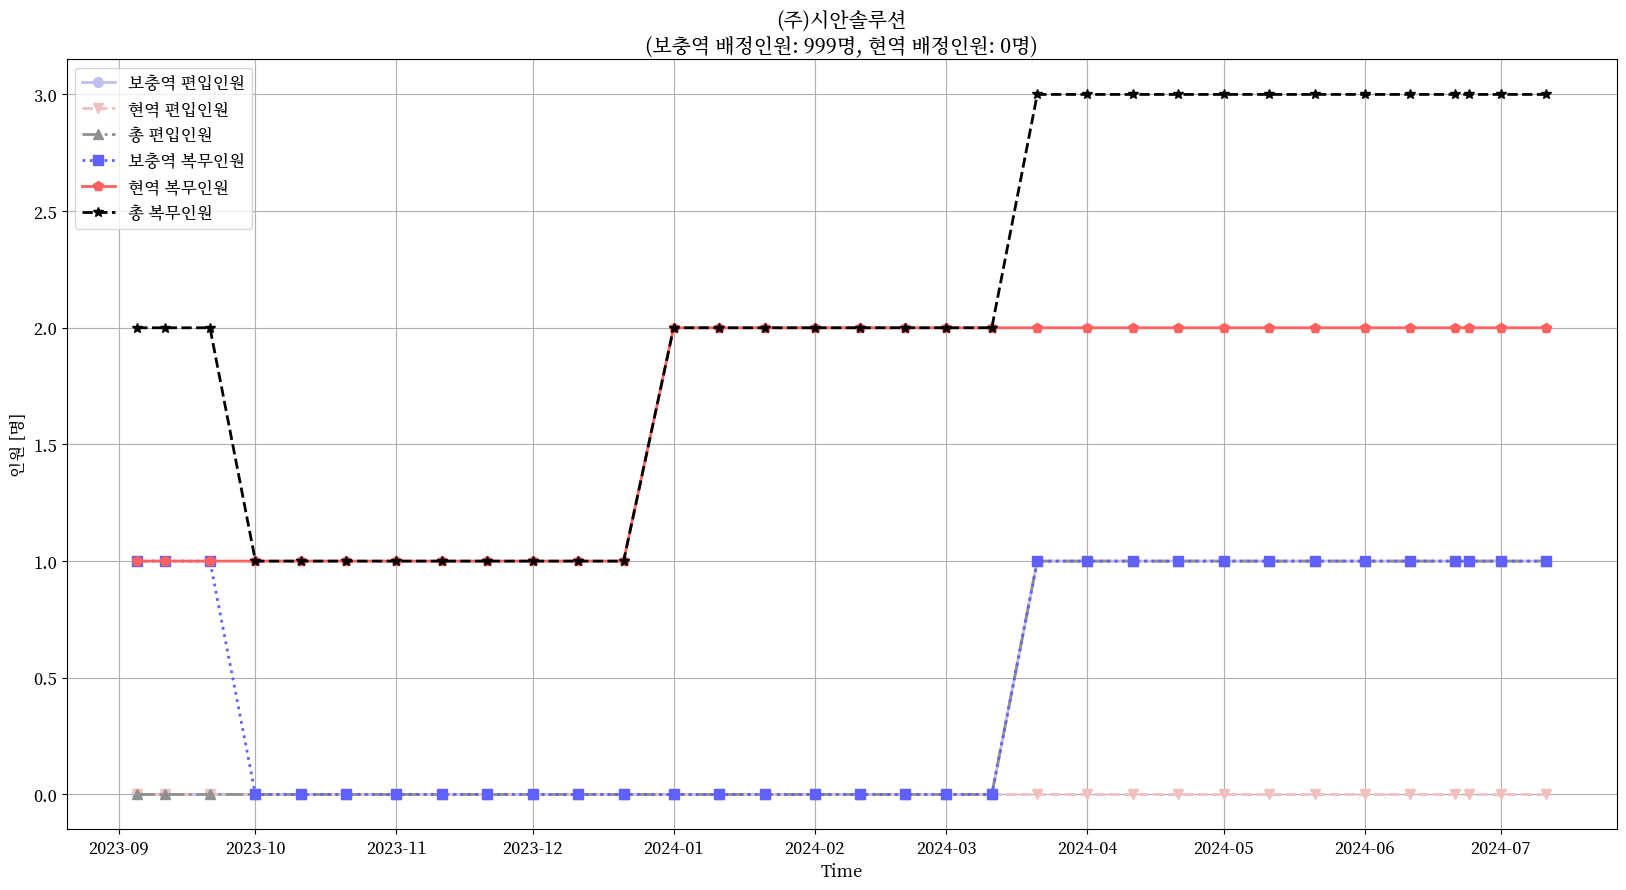 (주)시안솔루션
(보충역 배정인원: 999명, 현역 배정인원: 0명)
보충역 편입인원
현역 편입인원
총 편입인원
보충역 복무인원
현역 복무인원
총 복무인원
3.0
2.5
2.0
1.5
1.0
0.5
0.0
인원 [명]
2023-09
2023-10
2023-11
2023-12
2024-01
2024-02
2024-03
2024-04
2024-05
2024-06
2024-07
Time